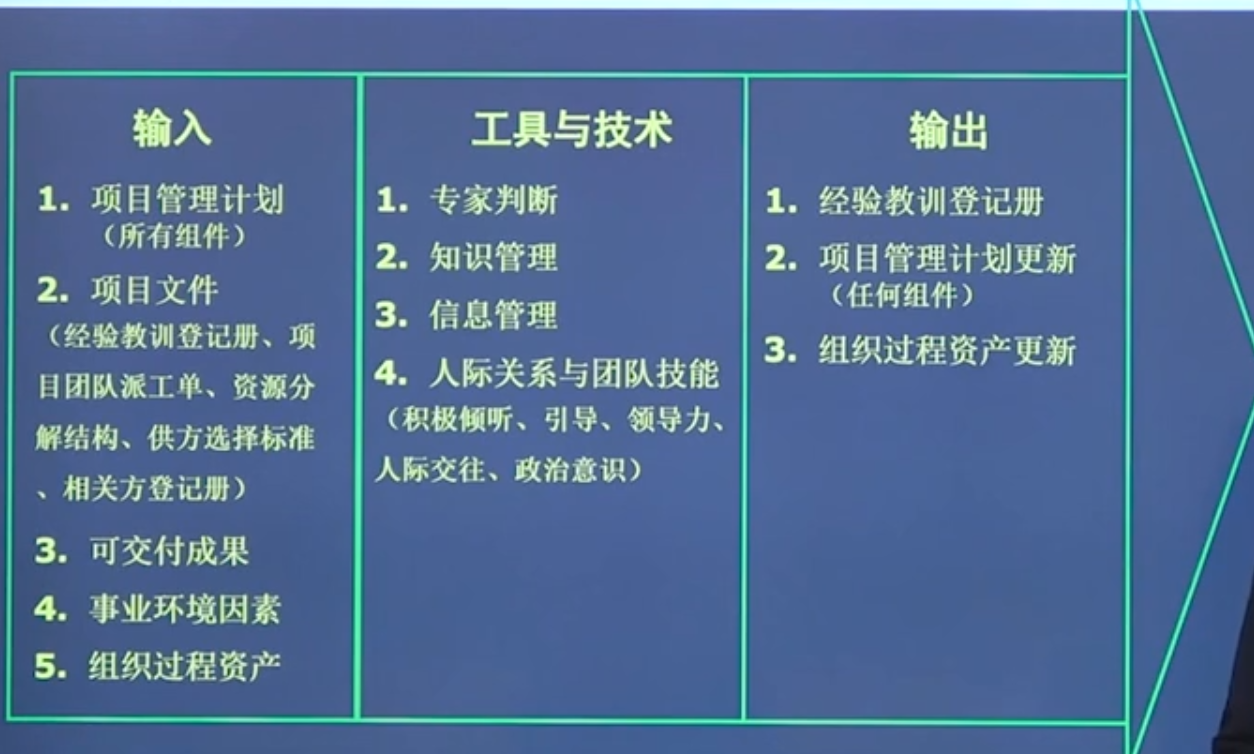 输入
1. 项目管理计划
（所有组件）
2. 项目文件
（经验教训登记册、项
目团队派工单、资源分
解结构、供方选择标准
、相关方登记册）
3. 可交付成果
4. 事业环境因素
5. 组织过程资产
工具与技术
1. 专家判断
2. 知识管理
3. 信息管理
4. 人际关系与团队技能
（积极倾听、引导、领导力、
人际交往、政治意识）
输出
1. 经验教训登记册
2. 项目管理计划更新
（任何组件）
3. 组织过程资产更新